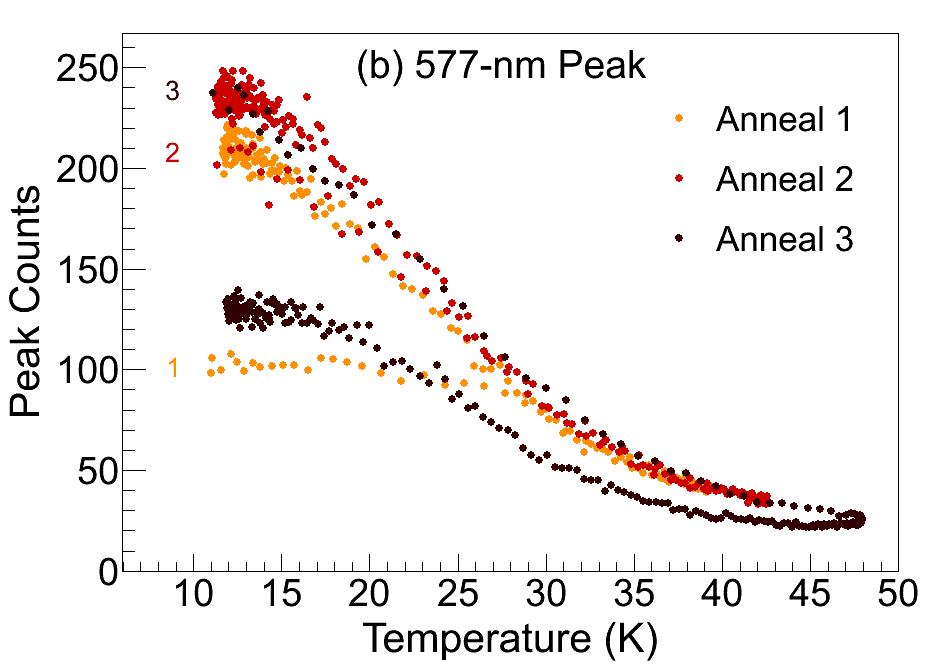 (b) 577-nm Peak
Anneal 1
Anneal 2
Anneal 3
3
2
1
Peak Counts
250
200
150
100
50
0
10 15 20 25 30 35 40 45 50
Temperature (K)